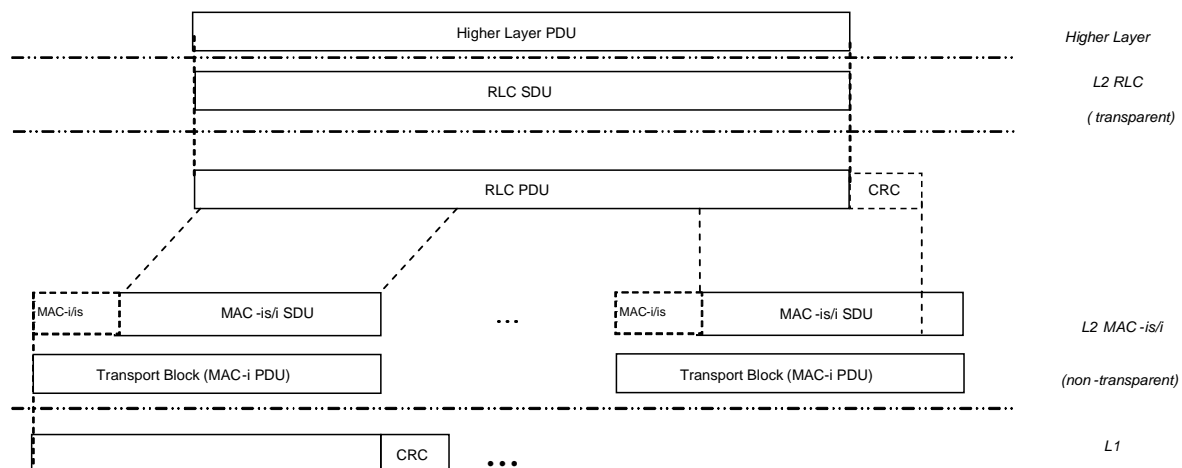 Higher Layer PDU
Higher Layer
RLC SDU
L2 RLC
( transparent)
RLC PDU
CRC
MAC-i/is
MAC -is/i SDU
...
MAC-i/is
MAC -is/i SDU
L2 MAC -is/i
Transport Block (MAC-i PDU)
Transport Block (MAC-i PDU)
(non -transparent)
CRC
...
L1